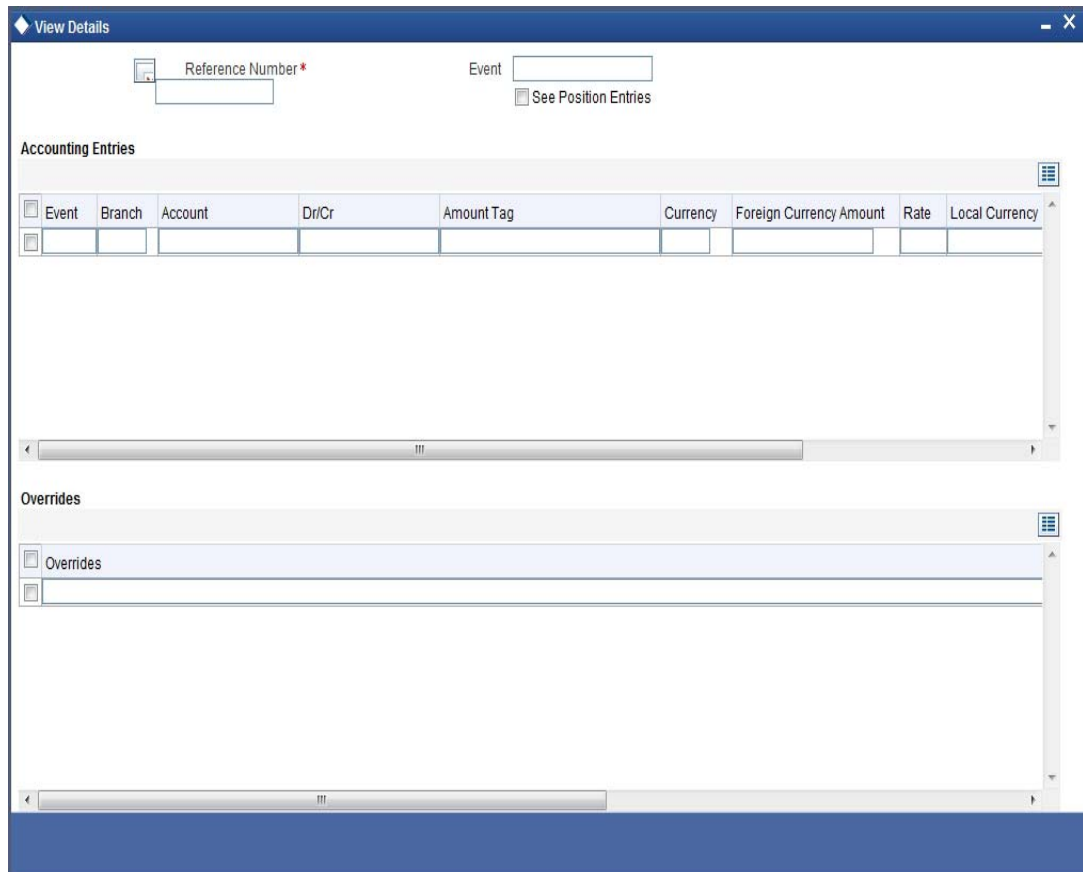 View Details
Reference Number * Event
See Position Entries
Accounting Entries
Event Branch Account Dr/Cr Amount Tag Currency Foreign Currency Amount Rate Local Currency
Overrides
Overrides